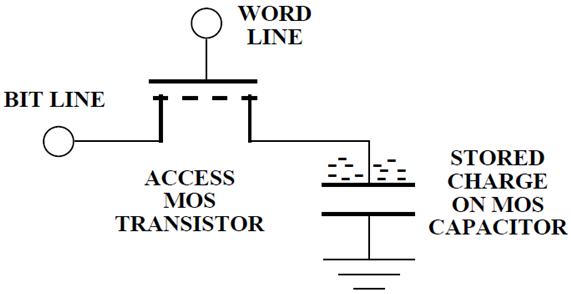 WORD
LINE
BIT LINE
ACCESS
MOS
TRANSISTOR
STORED
CHARGE
ON MOS
CAPACITOR